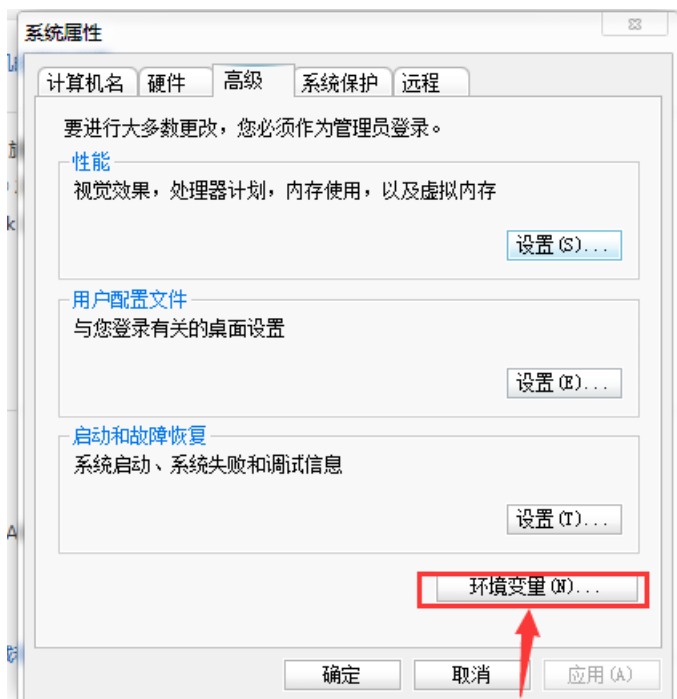 系统属性
计算机名 硬件 高级 系统保护 远程
要进行大多数更改，您必须作为管理员登录。
性能
视觉效果，处理器计划，内存使用，以及虚拟内存
设置(S)...
用户配置文件
与您登录有关的桌面设置
设置(E)...
启动和故障恢复
系统启动、系统失败和调试信息
设置(T)...
环境变量(N)...
确定 取消 应用(A)